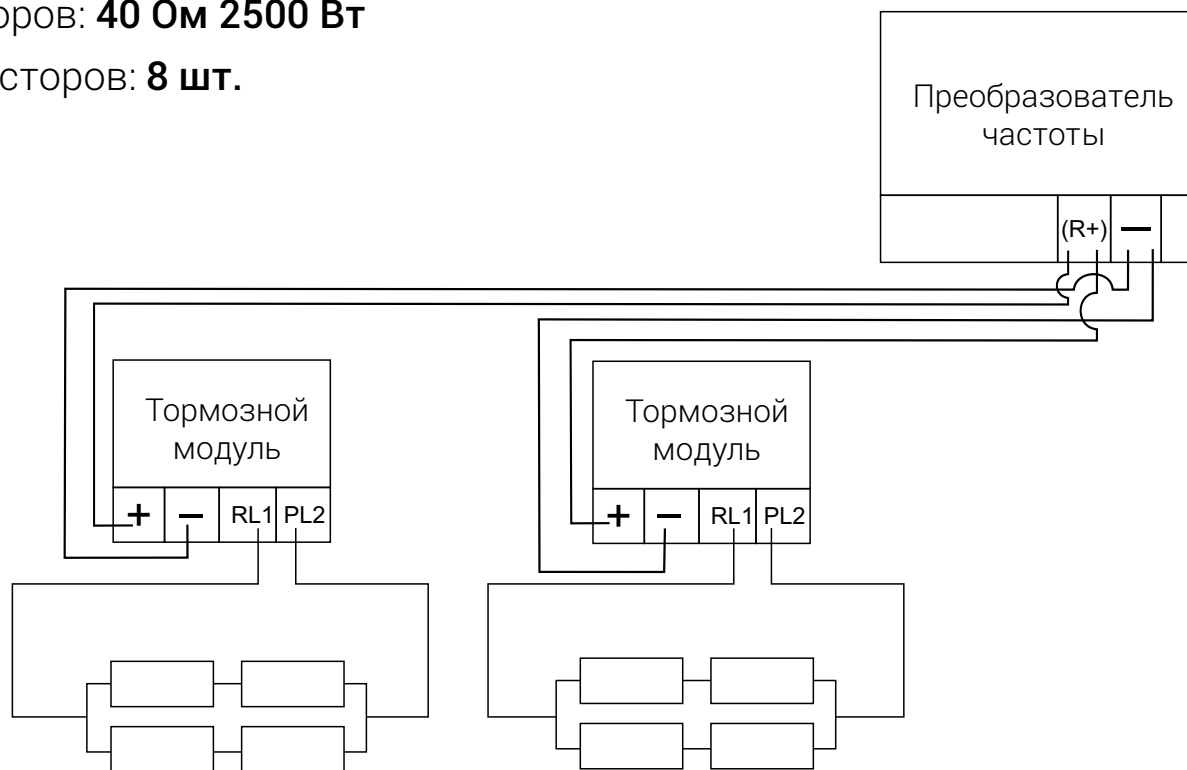 оров: 40 Ом 2500 Вт
сторов: 8 шт.
Преобразователь
частоты
(R+) —
Тормозной
модуль
+ — RL1 PL2
Тормозной
модуль
+ — RL1 PL2